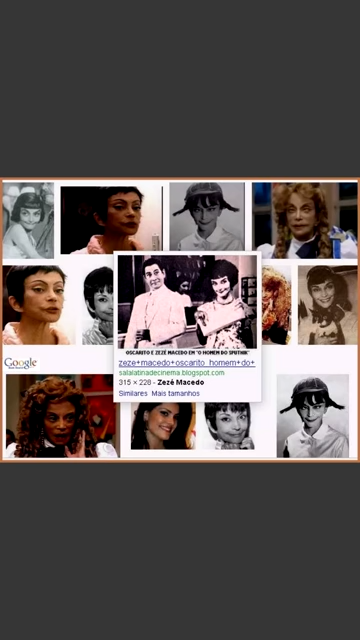 OSCARITO E ZEZÉ MACEDO EM "O HOMEM DO SPUTNIK"
zeze+macedo+oscarito_homem+do+
salalatinadecinema.blogspot.com
315 × 228 - Zezé Macedo
Similares Mais tamanhos
Google